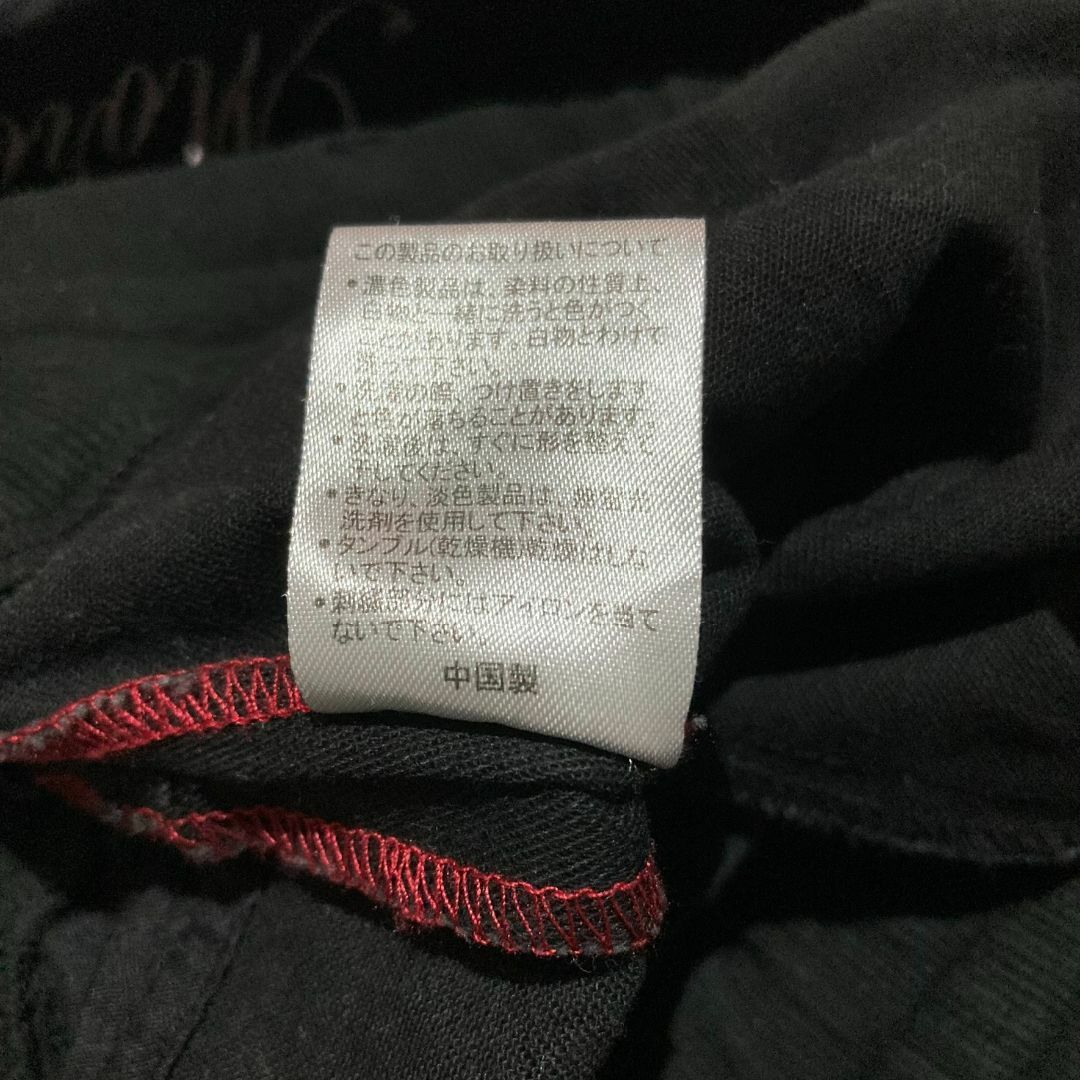 この製品のお取り扱いについて
•濃色製品は、染料の性質上、
白物と一緒に洗うと色がつく
ことがあります。白物とわけて
洗って下さい。
•洗濯の際、つけ置きをします
と色が落ちることがあります。
•洗濯後は、すぐに形を整えて
干してください。
•きなり、淡色製品は、無蛍光
洗剤を使用して下さい。
•タンブル(乾燥機)乾燥はしな
いで下さい。
•刺繍部分にはアイロンを当て
ないで下さい。
中国製